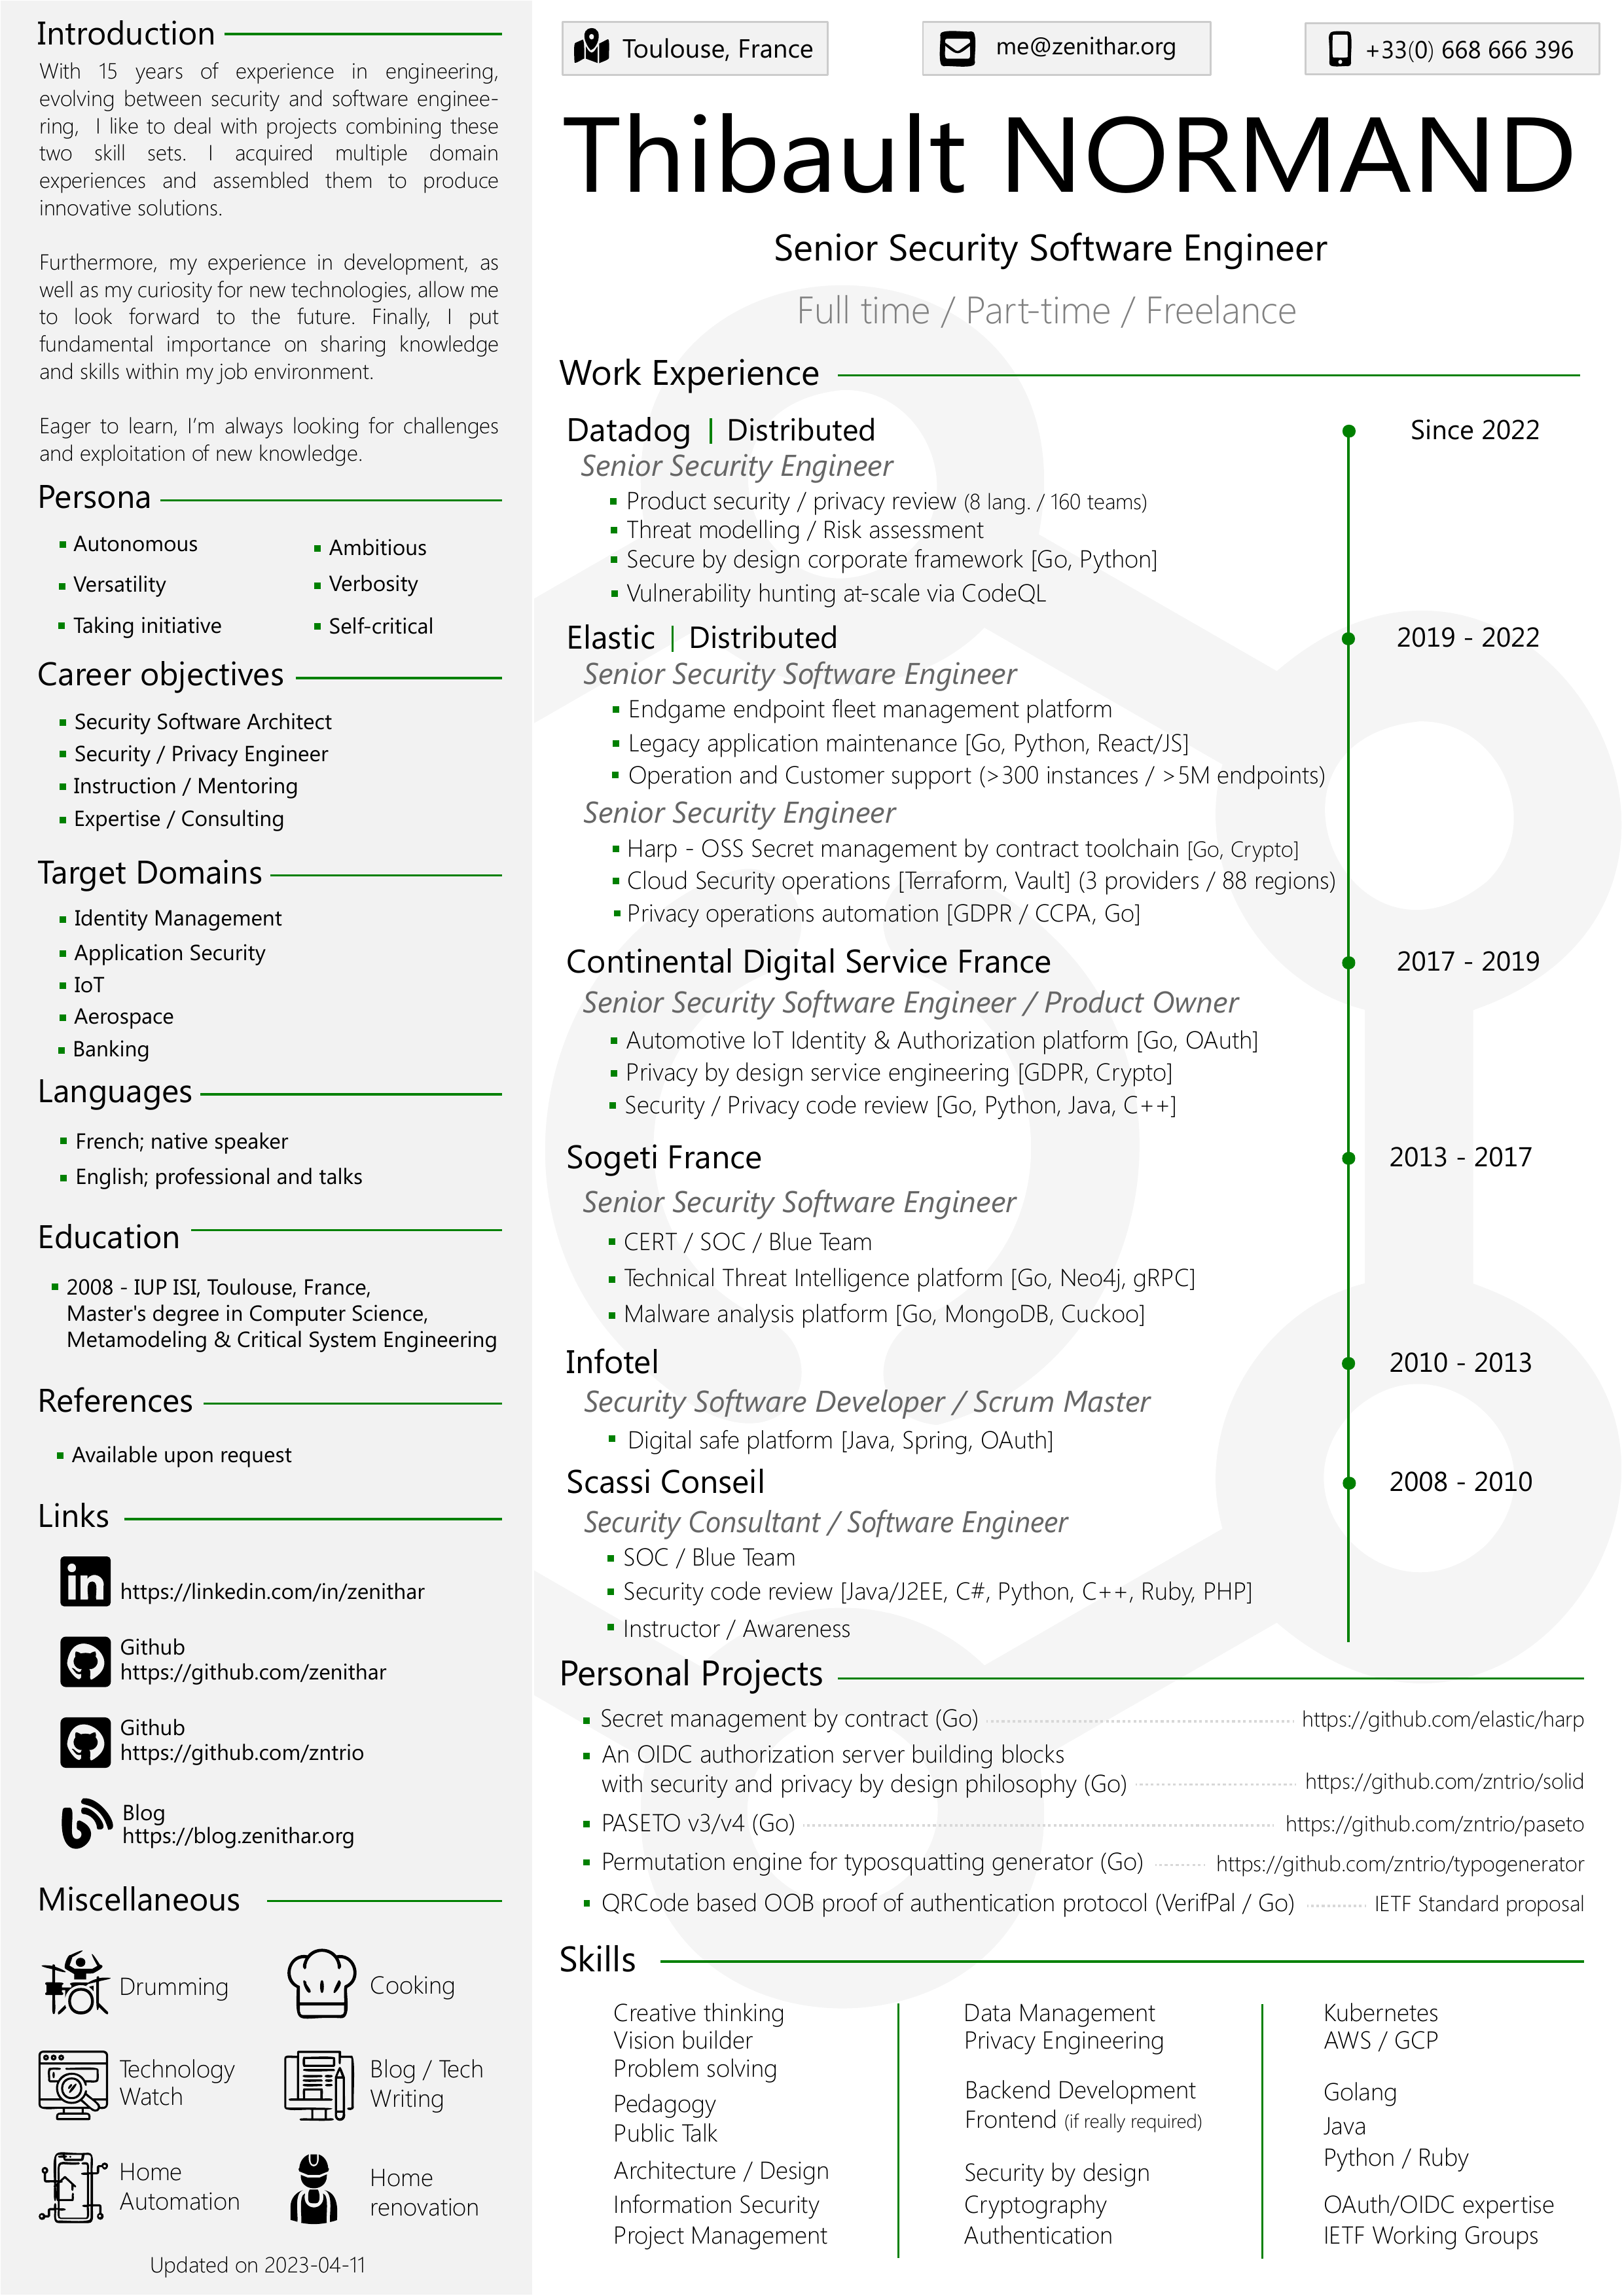 Introduction
With 15 years of experience in engineering,
evolving between security and software enginee-
ring, I like to deal with projects combining these
two skill sets. I acquired multiple domain
experiences and assembled them to produce
innovative solutions.
Furthermore, my experience in development, as
well as my curiosity for new technologies, allow me
to look forward to the future. Finally, I put
fundamental importance on sharing knowledge
and skills within my job environment.
Eager to learn, I'm always looking for challenges
and exploitation of new knowledge.
Persona
Autonomous
Ambitious
Versatility
Verbosity
Taking initiative
Self-critical
Career objectives
Security Software Architect
Security / Privacy Engineer
Instruction / Mentoring
Expertise / Consulting
Target Domains
Identity Management
Application Security
IoT
Aerospace
Banking
Languages
French; native speaker
English; professional and talks
Education
2008 - IUP ISI, Toulouse, France,
Master's degree in Computer Science,
Metamodeling & Critical System Engineering
References
Available upon request
Links
https://linkedin.com/in/zenithar
Github
https://github.com/zenithar
Github
https://github.com/zntrio
Blog
https://blog.zenithar.org
Miscellaneous
Drumming
Cooking
Technology
Watch
Blog / Tech
Writing
Home
Automation
Home
renovation
Updated on 2023-04-11
Toulouse, France
me@zenithar.org
+33(0) 668 666 396
Thibault NORMAND
Senior Security Software Engineer
Full time / Part-time / Freelance
Work Experience
Datadog | Distributed
Since 2022
Senior Security Engineer
Product security / privacy review (8 lang. / 160 teams)
Threat modelling / Risk assessment
Secure by design corporate framework [Go, Python]
Vulnerability hunting at-scale via CodeQL
Elastic | Distributed
2019 - 2022
Senior Security Software Engineer
Endgame endpoint fleet management platform
Legacy application maintenance [Go, Python, React/JS]
Operation and Customer support (>300 instances / >5M endpoints)
Senior Security Engineer
Harp - OSS Secret management by contract toolchain [Go, Crypto]
Cloud Security operations [Terraform, Vault] (3 providers / 88 regions)
Privacy operations automation [GDPR / CCPA, Go]
Continental Digital Service France
2017 - 2019
Senior Security Software Engineer / Product Owner
Automotive IoT Identity & Authorization platform [Go, OAuth]
Privacy by design service engineering [GDPR, Crypto]
Security / Privacy code review [Go, Python, Java, C++]
Sogeti France
2013 - 2017
Senior Security Software Engineer
CERT / SOC / Blue Team
Technical Threat Intelligence platform [Go, Neo4j, gRPC]
Malware analysis platform [Go, MongoDB, Cuckoo]
Infotel
2010 - 2013
Security Software Developer / Scrum Master
Digital safe platform [Java, Spring, OAuth]
Scassi Conseil
2008 - 2010
Security Consultant / Software Engineer
SOC / Blue Team
Security code review [Java/J2EE, C#, Python, C++, Ruby, PHP]
Instructor / Awareness
Personal Projects
Secret management by contract (Go) https://github.com/elastic/harp
An OIDC authorization server building blocks
with security and privacy by design philosophy (Go) https://github.com/zntrio/solid
PASETO v3/v4 (Go) https://github.com/zntrio/paseto
Permutation engine for typosquatting generator (Go) https://github.com/zntrio/typogenerator
QRCode based OOB proof of authentication protocol (VerifPal / Go) IETF Standard proposal
Skills
Creative thinking
Vision builder
Problem solving
Pedagogy
Public Talk
Architecture / Design
Information Security
Project Management
Data Management
Privacy Engineering
Backend Development
Frontend (if really required)
Security by design
Cryptography
Authentication
Kubernetes
AWS / GCP
Golang
Java
Python / Ruby
OAuth/OIDC expertise
IETF Working Groups